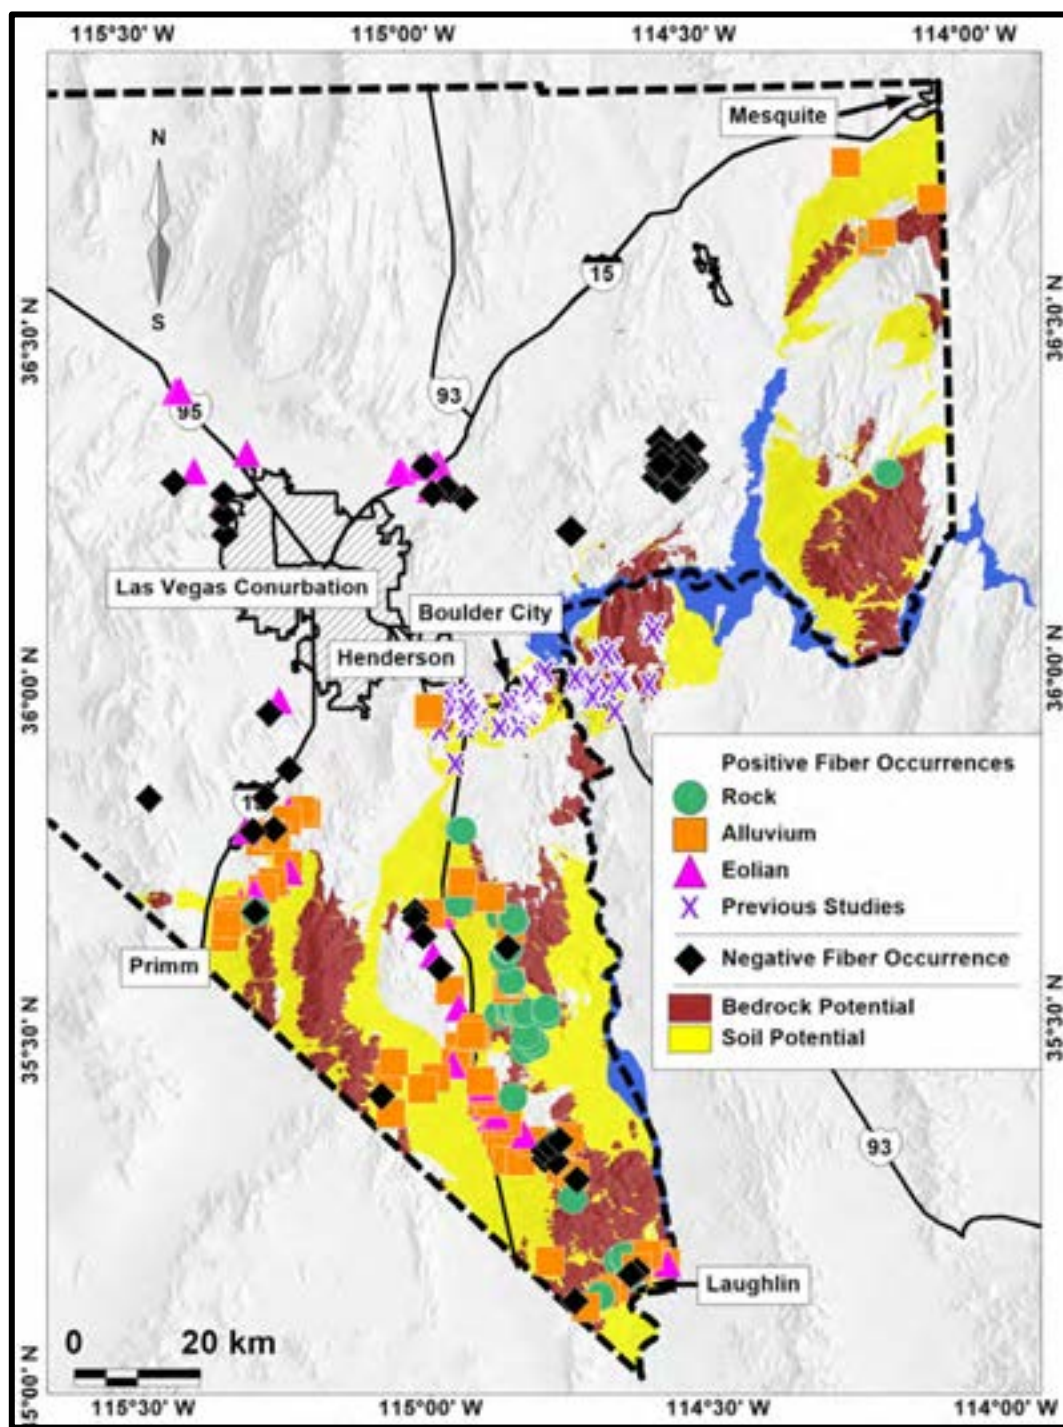 115°30' W
115°00' W
114°30' W
114°00' W
Mesquite
N
S
15
36°30' N
36°30' N
93
95
Las Vegas Conurbation
Boulder City
Henderson
36°00' N
36°00' N
Positive Fiber Occurrences
Rock
Alluvium
Eolian
Previous Studies
Negative Fiber Occurrence
Bedrock Potential
Soil Potential
Primm
35°30' N
35°30' N
93
Laughlin
0 20 km
35°00' N
115°30' W
115°00' W
114°30' W
114°00' W